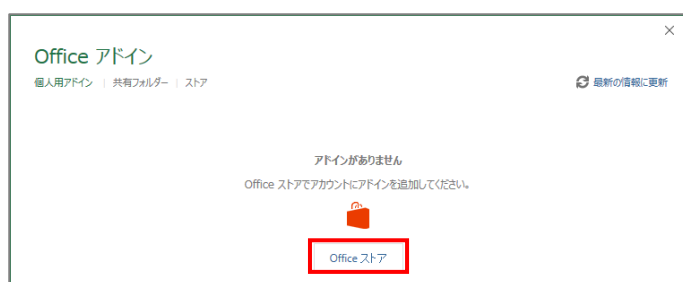 Office アドイン
個人用アドイン | 共有フォルダー | ストア
最新の情報に更新
アドインがありません
Office ストアでアカウントにアドインを追加してください。
Office ストア